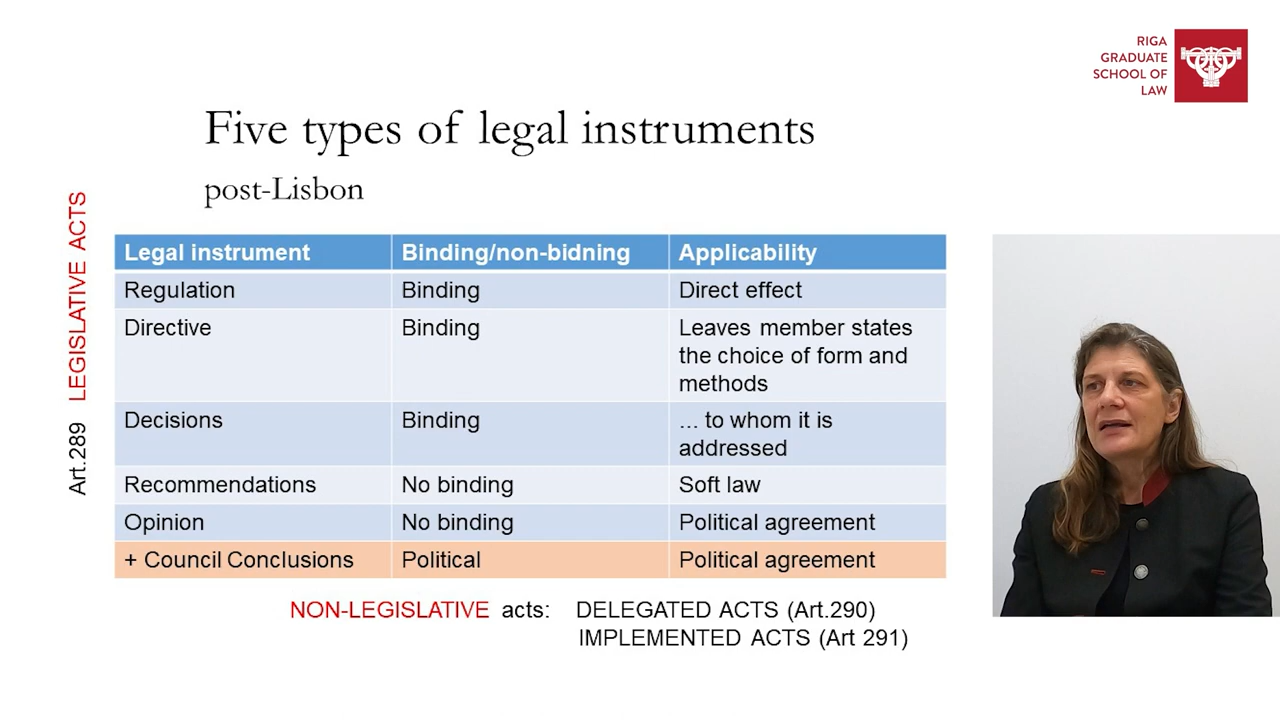 RIGA
GRADUATE
SCHOOL OF
LAW
Five types of legal instruments
post-Lisbon
Art.289 LEGISLATIVE ACTS
Legal instrument Binding/non-bidning Applicability
Regulation Binding Direct effect
Directive Binding Leaves member states
the choice of form and
methods
Decisions Binding ... to whom it is
addressed
Recommendations No binding Soft law
Opinion No binding Political agreement
+ Council Conclusions Political Political agreement
NON-LEGISLATIVE acts: DELEGATED ACTS (Art.290)
IMPLEMENTED ACTS (Art 291)